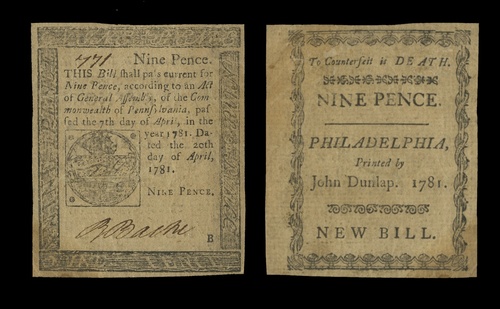 771 Nine Pence.
THIS Bill shall pass current for
Nine Pence, according to an Act
of General Assembly, of the Com
monwealth of Pennsylvania, pas
sed the 7th day of April, in the
year 1781. Da
ted the 20th
day of April,
1781.
NINE PENCE.
B Bache
B
To Counterfeit is DEATH.
NINE PENCE.
PHILADELPHIA,
Printed by
John Dunlap. 1781.
NEW BILL.